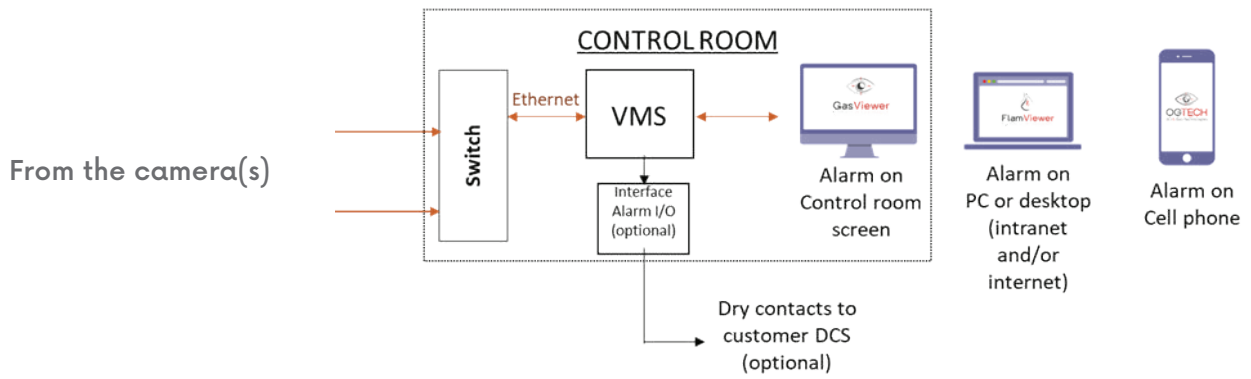 CONTROL ROOM
From the camera(s)
Switch
Ethernet
VMS
Interface
Alarm I/O
(optional)
GasViewer
Alarm on
Control room
screen
FlamViewer
Alarm on
PC or desktop
(intranet
and/or
internet)
OGTECH
Alarm on
Cell phone
Dry contacts to
customer DCS
(optional)